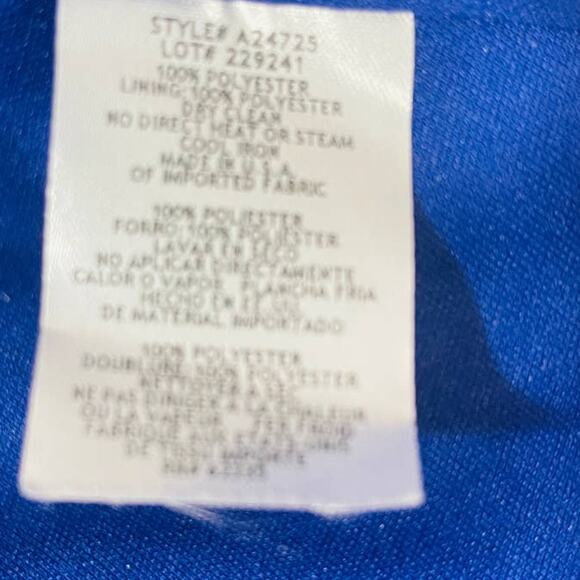 STYLE# A24725
LOT# 229241
100% POLYESTER
LINING: 100% POLYESTER
DRY CLEAN
NO DIRECT HEAT OR STEAM
COOL IRON
MADE IN U.S.A.
OF IMPORTED FABRIC
100% POLIESTER
FORRO: 100% POLIESTER
LAVAR EN SECO
NO APLICAR DIRECTAMENTE
CALOR O VAPOR. PLANCHA FRIA
HECHO EN
DE MATERIAL IMPORTADO
100% POLYESTER
DOUBLURE: 100% POLYESTER
NETTOYER A SEC
NE PAS DIRIGER A LA CHALEUR
OU LA VAPEUR FER FROID
FABRIQUE AUX ETATS UNIS
DE TISSU IMPORTE
RN#